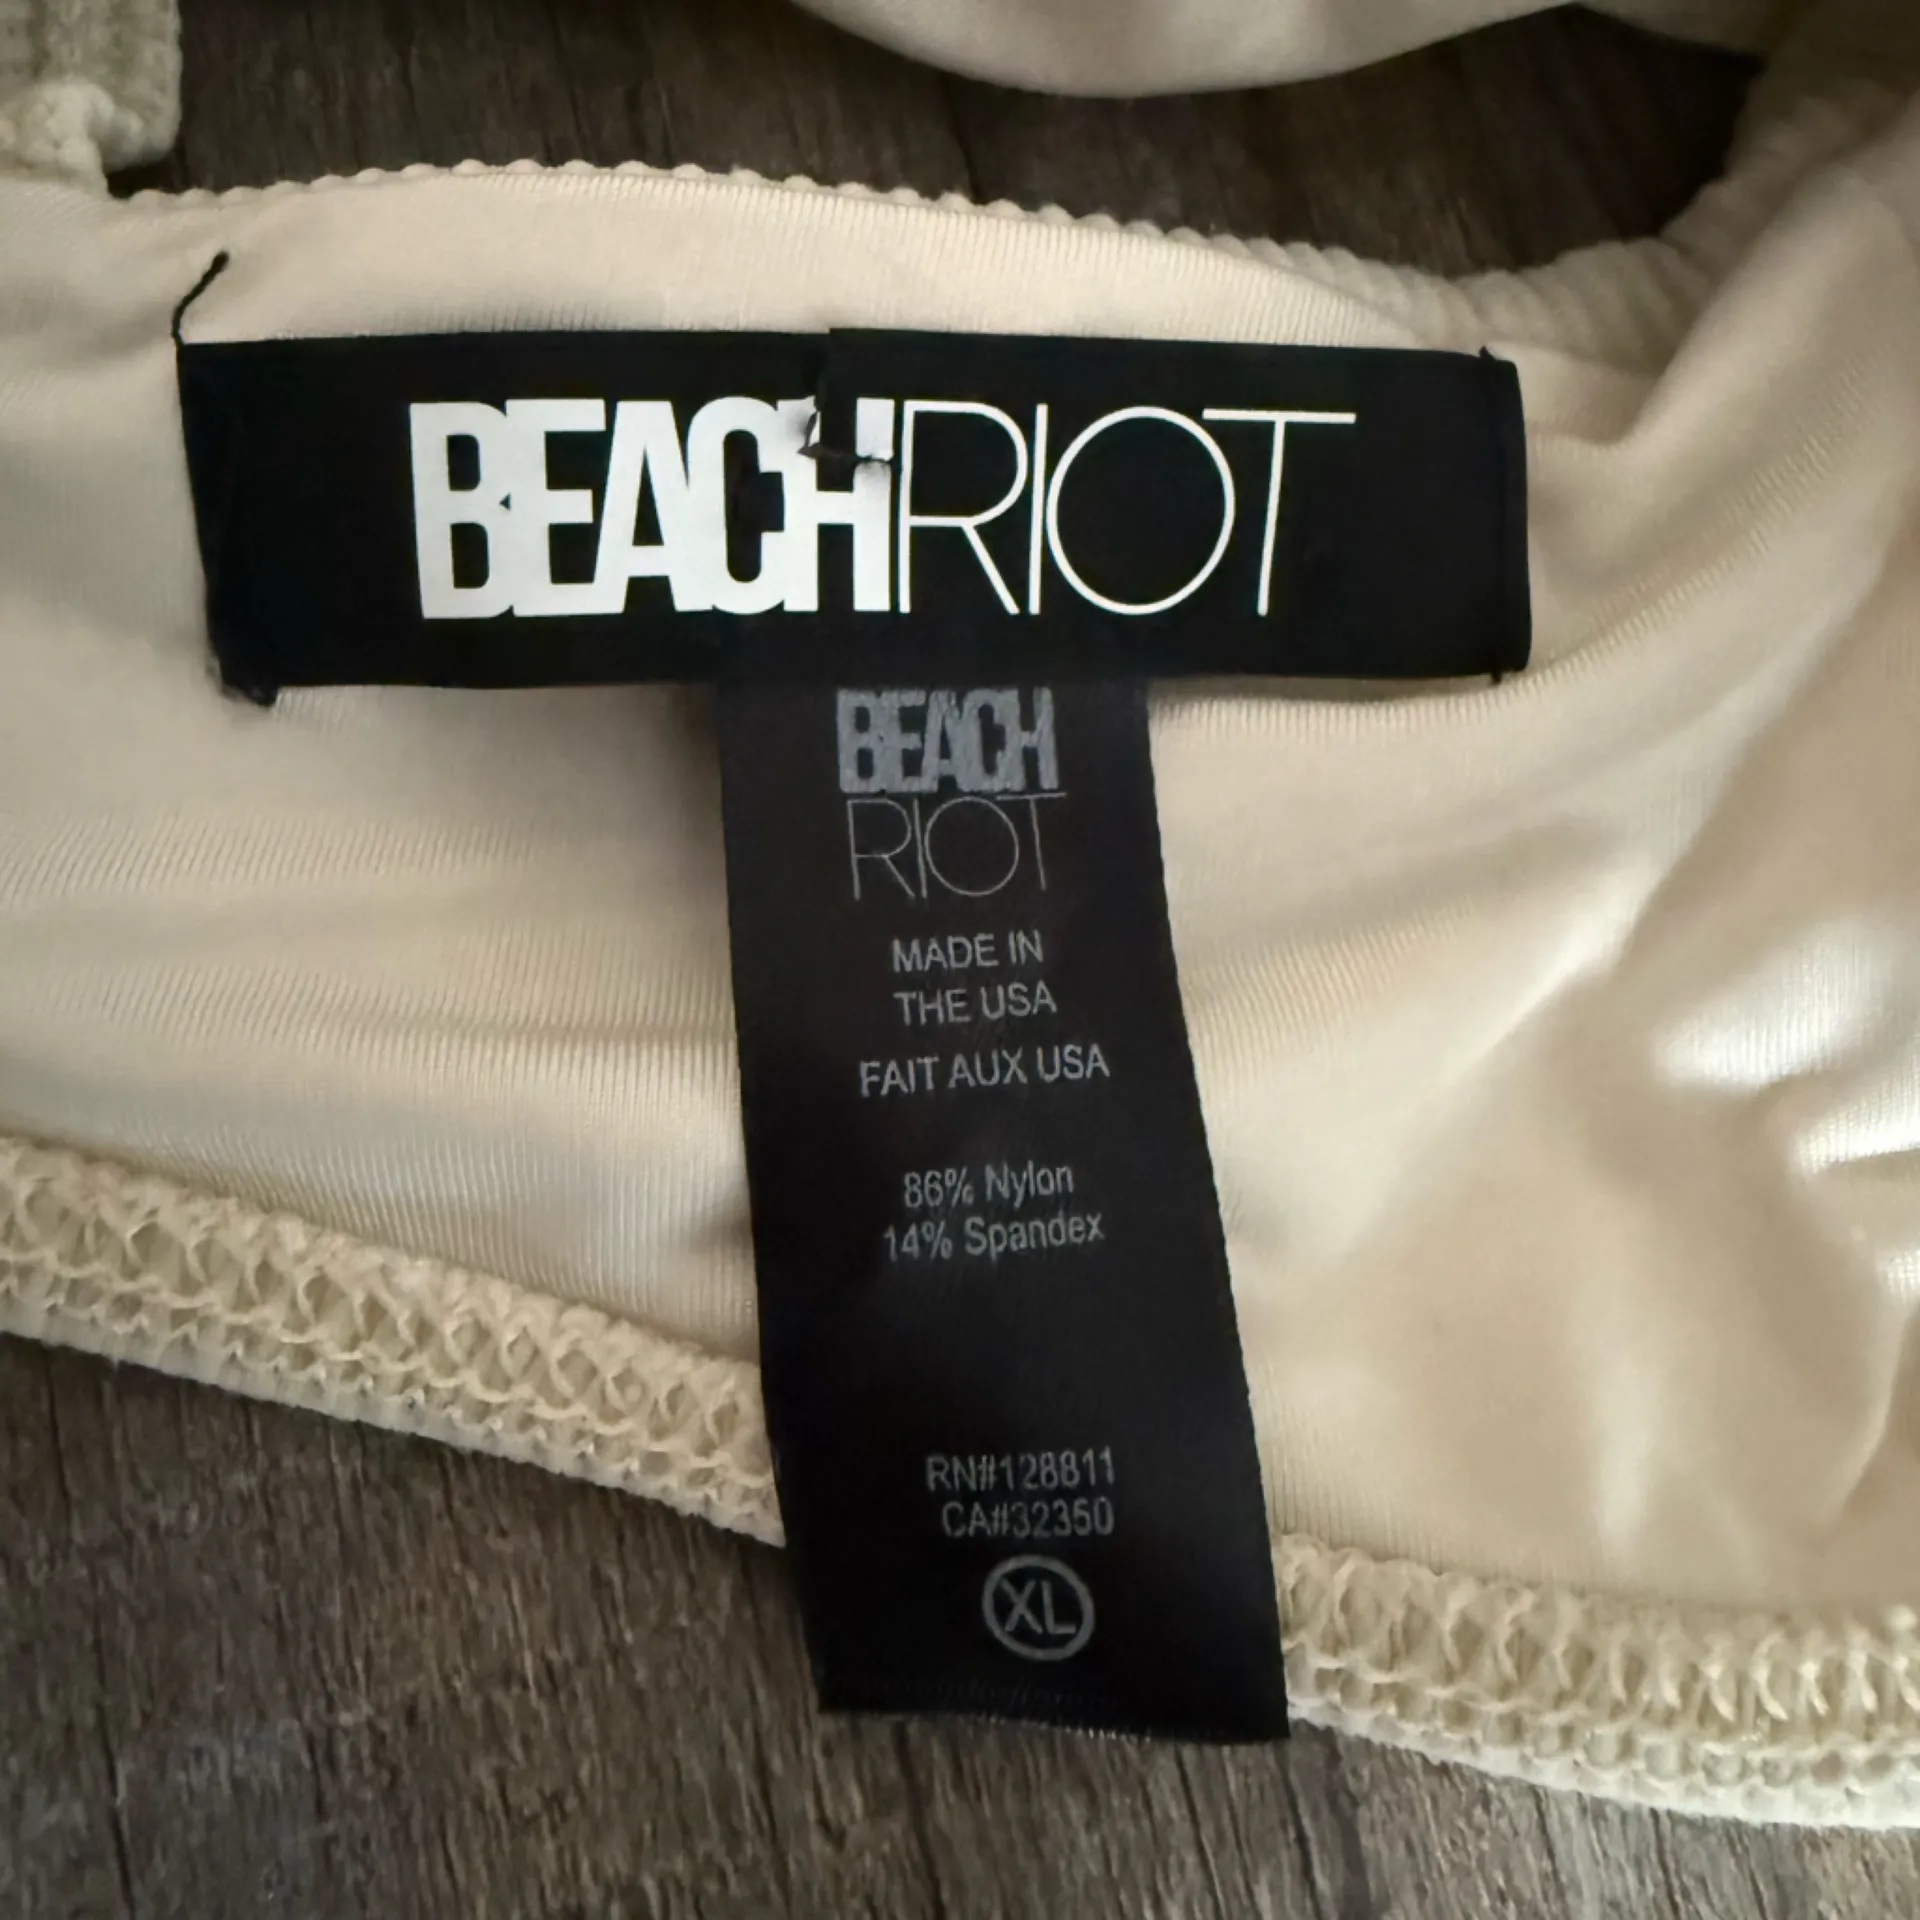 BEACHRIOT
BEACH
RIOT
MADE IN
THE USA
FAIT AUX USA
86% Nylon
14% Spandex
RN#128811
CA#32350
XL